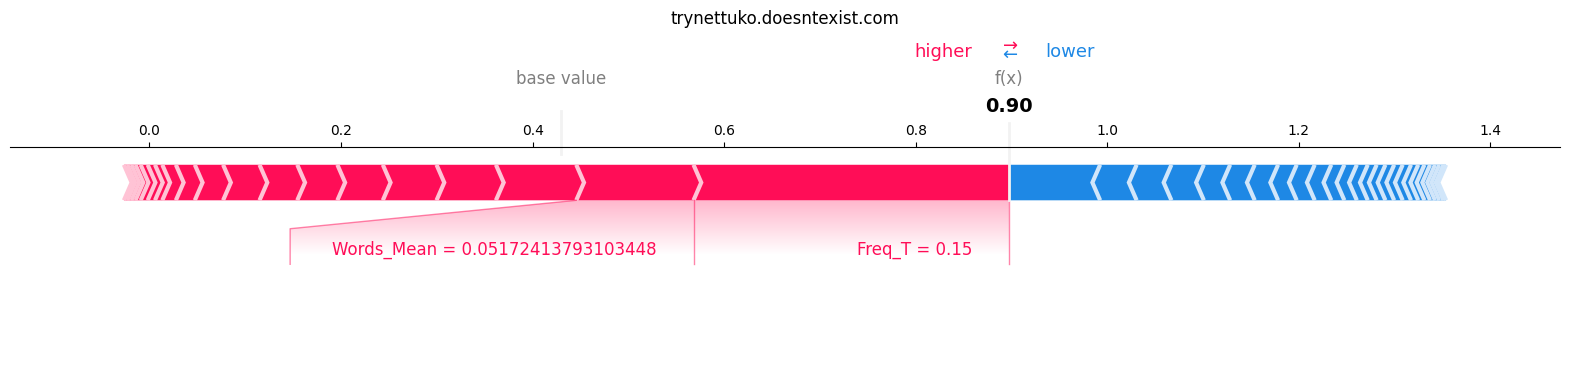 trynettuko.doesntexist.com
higher → lower
←
base value f(x)
0.90
0.0 0.2 0.4 0.6 0.8 1.0 1.2 1.4
Words_Mean = 0.05172413793103448 Freq_T = 0.15